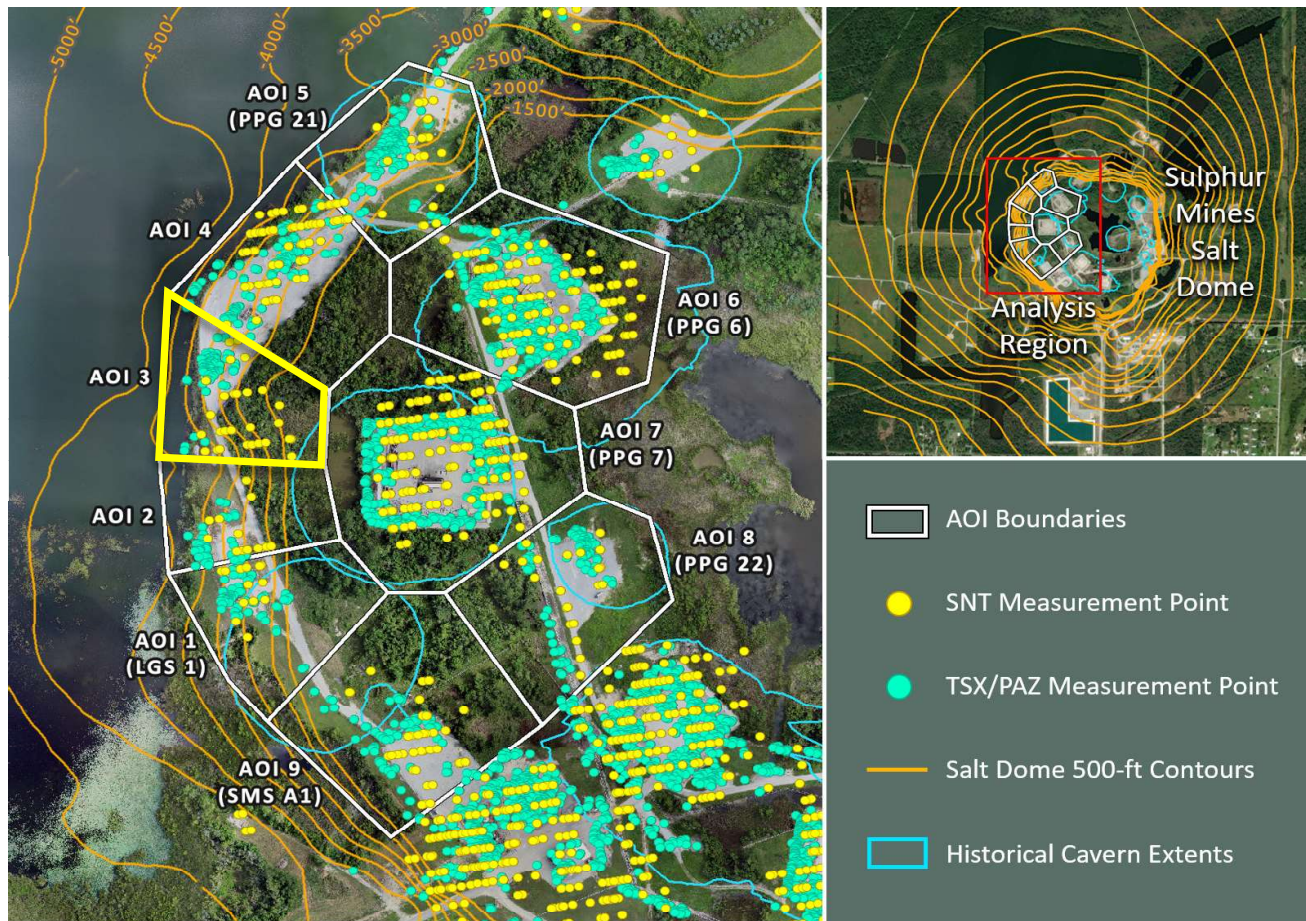 -5000'
-4500'
-4000'
-3500'
-3000'
-2500'
-2000'
-1500'
AOI 5
(PPG 21)
AOI 4
AOI 3
AOI 2
AOI 1
(LGS 1)
AOI 6
(PPG 6)
AOI 7
(PPG 7)
AOI 8
(PPG 22)
AOI 9
(SMS A1)
Sulphur
Mines
Salt
Dome
Analysis
Region
AOI Boundaries
SNT Measurement Point
TSX/PAZ Measurement Point
Salt Dome 500-ft Contours
Historical Cavern Extents